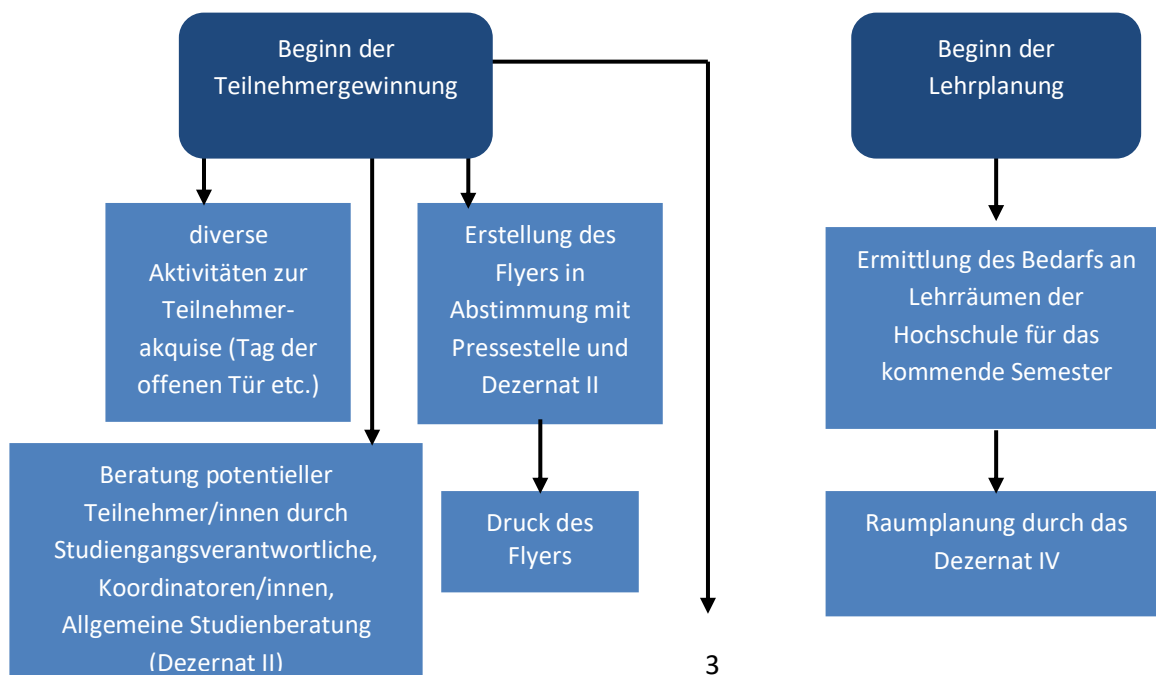 Beginn der
Teilnehmergewinnung
Beginn der
Lehrplanung
diverse
Aktivitäten zur
Teilnehmer-
akquise (Tag der
offenen Tür etc.)
Erstellung des
Flyers in
Abstimmung mit
Pressestelle und
Dezernat II
Ermittlung des Bedarfs an
Lehrräumen der
Hochschule für das
kommende Semester
Beratung potentieller
Teilnehmer/innen durch
Studiengangsverantwortliche,
Koordinatoren/innen,
Allgemeine Studienberatung
(Dezernat II)
Druck des
Flyers
Raumplanung durch das
Dezernat IV
3